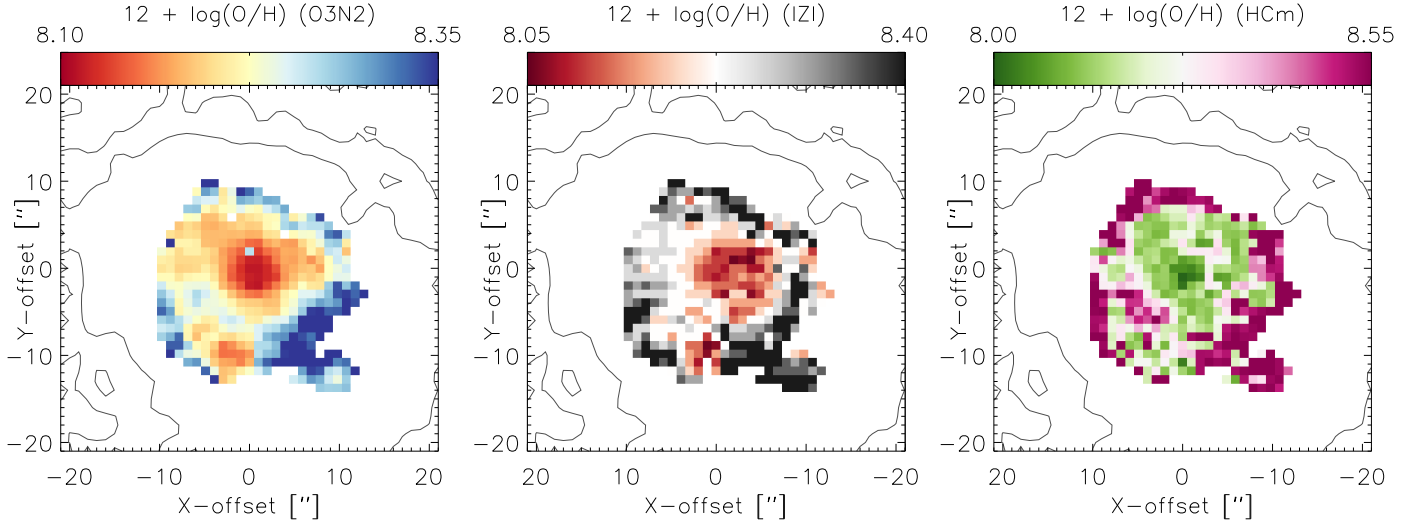 12 + log(O/H) (O3N2)
8.10 8.35
20
10
0
−10
−20
Y−offset ["]
−20 −10 0 10 20
X−offset ["]
12 + log(O/H) (IZI)
8.05 8.40
20
10
0
−10
−20
Y−offset ["]
20 10 0 −10 −20
X−offset ["]
12 + log(O/H) (HCm)
8.00 8.55
20
10
0
−10
−20
Y−offset ["]
20 10 0 −10 −20
X−offset ["]